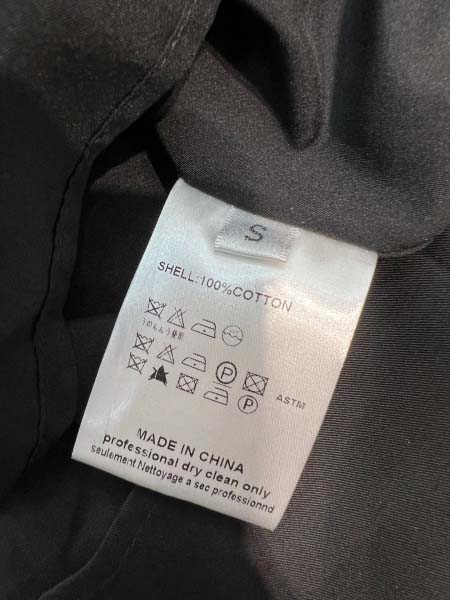 S
SHELL:100%COTTON
P
P
ASTM
MADE IN CHINA
professional dry clean only
seulement Nettoyage a sec professionnd